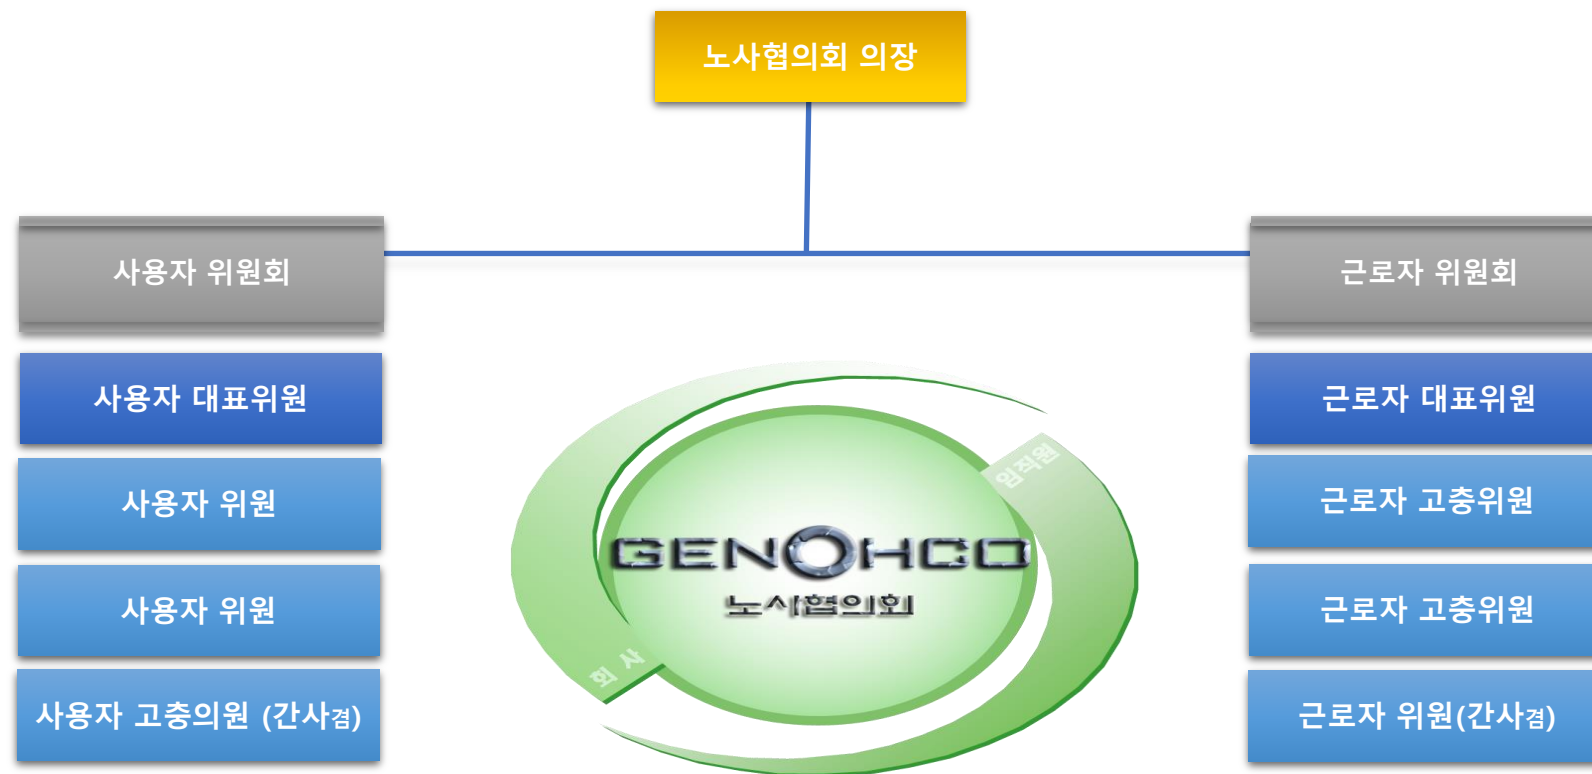 노사협의회 의장
사용자 위원회
근로자 위원회
사용자 대표위원
근로자 대표위원
사용자 위원
근로자 고충위원
사용자 위원
근로자 고충위원
사용자 고충의원 (간사겸)
근로자 위원(간사겸)
임직원
GENOHCO
노사협의회
회 사